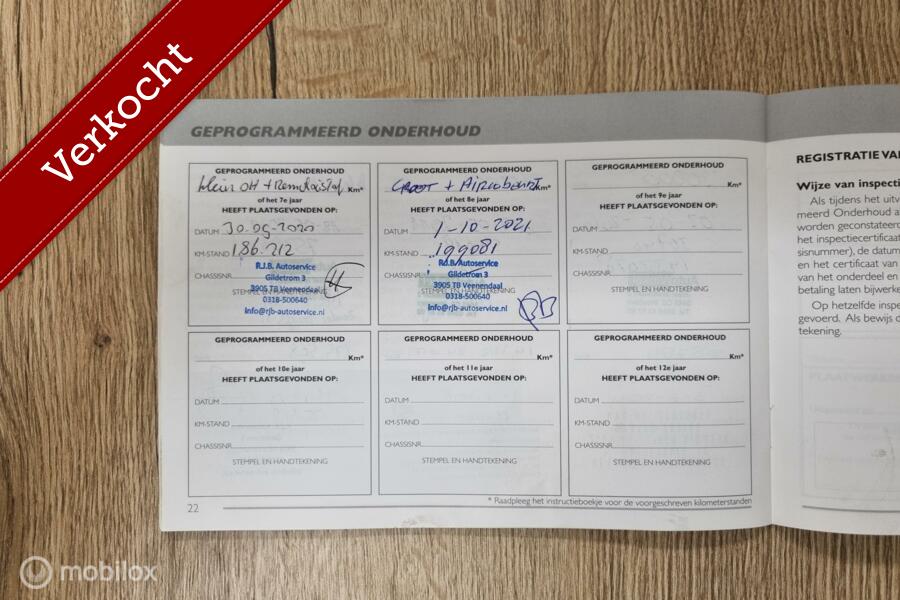 Verkocht
GEPROGRAMMEERD ONDERHOUD
GEPROGRAMMEERD ONDERHOUD
klein OH + Km*
of het 7e jaar
HEEFT PLAATSGEVONDEN OP:
DATUM 30-09-2020
KM-STAND 186.212
CHASSISNR.
STEMPEL EN HANDTEKENING
R.J.B. Autoservice
Gildetrom 3
3905 TB Veenendaal
0318-500640
Info@rjb-autoservice.nl
GEPROGRAMMEERD ONDERHOUD
GROOT + Km*
of het 8e jaar
HEEFT PLAATSGEVONDEN OP:
DATUM 1-10-2021
KM-STAND 199081
CHASSISNR.
STEMPEL EN HANDTEKENING
R.J.B. Autoservice
Gildetrom 3
3905 TB Veenendaal
0318-500640
Info@rjb-autoservice.nl
GEPROGRAMMEERD ONDERHOUD
Km*
of het 9e jaar
HEEFT PLAATSGEVONDEN OP:
DATUM
KM-STAND
CHASSISNR.
STEMPEL EN HANDTEKENING
GEPROGRAMMEERD ONDERHOUD
Km*
of het 10e jaar
HEEFT PLAATSGEVONDEN OP:
DATUM
KM-STAND
CHASSISNR.
STEMPEL EN HANDTEKENING
GEPROGRAMMEERD ONDERHOUD
Km*
of het 11e jaar
HEEFT PLAATSGEVONDEN OP:
DATUM
KM-STAND
CHASSISNR.
STEMPEL EN HANDTEKENING
GEPROGRAMMEERD ONDERHOUD
Km*
of het 12e jaar
HEEFT PLAATSGEVONDEN OP:
DATUM
KM-STAND
CHASSISNR.
STEMPEL EN HANDTEKENING
* Raadpleeg het instructieboekje voor de voorgeschreven kilometerstanden
22
REGISTRATIE VA
Wijze van inspecti
Als tijdens het uitv
meerd Onderhoud a
worden geconstateerd
het inspectiecertificaa
sisnummer), de datum
en het certificaat van
van het onderdeel en
betaling laten bijwerke
Op hetzelfde inspe
gevoerd. Als bewijs d
tekening.
mobilox